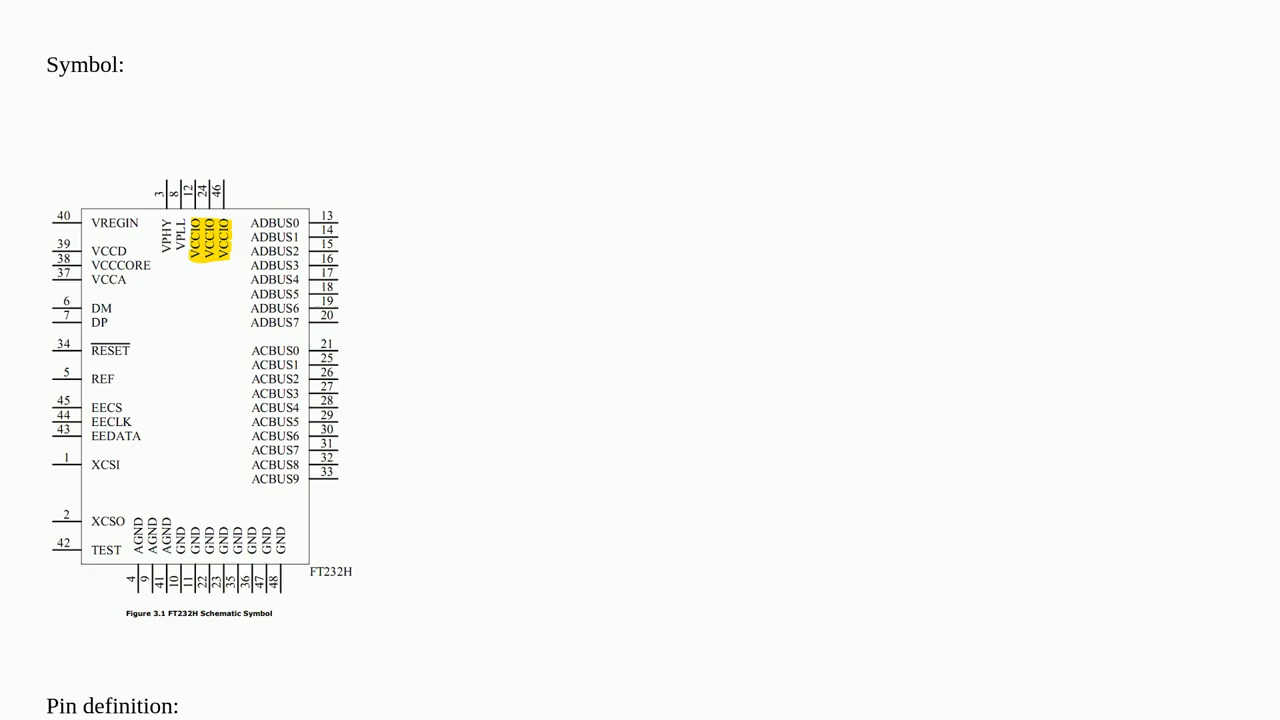 Symbol:
3 8 12 24 46
VPHY VPLL VCCIO VCCIO VCCIO
40 VREGIN
39 VCCD
38 VCCCORE
37 VCCA
6 DM
7 DP
34 RESET
5 REF
45 EECS
44 EECLK
43 EEDATA
1 XCSI
2 XCSO
42 TEST
ADBUS0 13
ADBUS1 14
ADBUS2 15
ADBUS3 16
ADBUS4 17
ADBUS5 18
ADBUS6 19
ADBUS7 20
ACBUS0 21
ACBUS1 25
ACBUS2 26
ACBUS3 27
ACBUS4 28
ACBUS5 29
ACBUS6 30
ACBUS7 31
ACBUS8 32
ACBUS9 33
AGND AGND AGND GND GND GND GND GND GND GND GND
4 9 41 10 11 22 23 35 36 47 48
FT232H
Figure 3.1 FT232H Schematic Symbol
Pin definition: